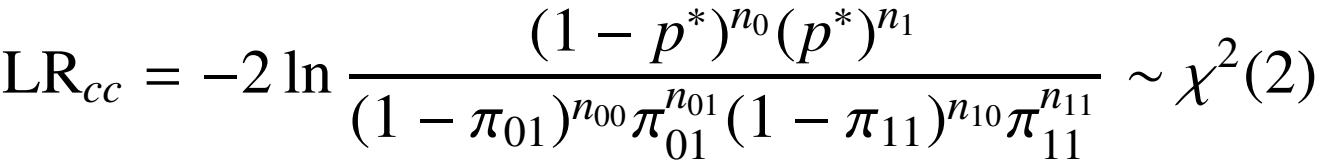 LR_{cc} = -2 ln \frac{(1 − p^*)^{n_0}(p^*)^{n_1}}{(1 − π_{01})^{n_{00}}π_{01}^{n_{01}}(1 − π_{11})^{n_{10}}π_{11}^{n_{11}}} ∼ χ^2(2)